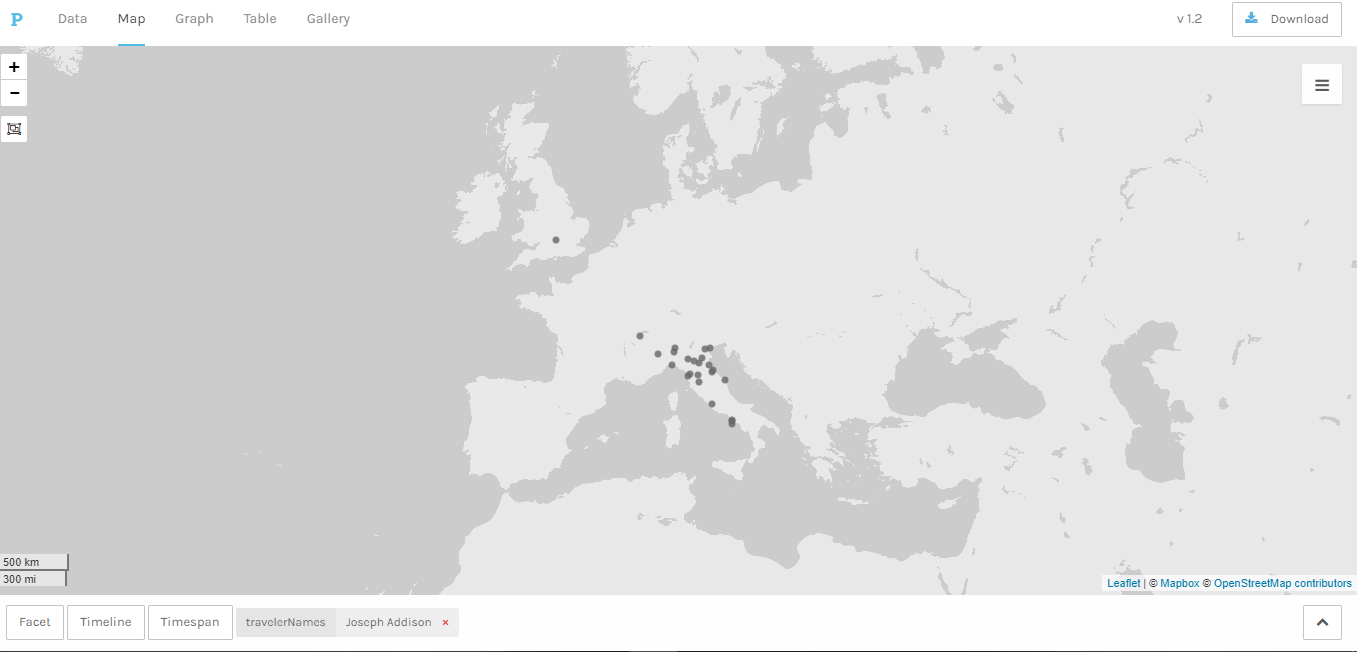 P Data Map Graph Table Gallery v 1.2 Download
+
−
500 km
300 mi
Leaflet | © Mapbox © OpenStreetMap contributors
Facet Timeline Timespan travelerNames Joseph Addison ×